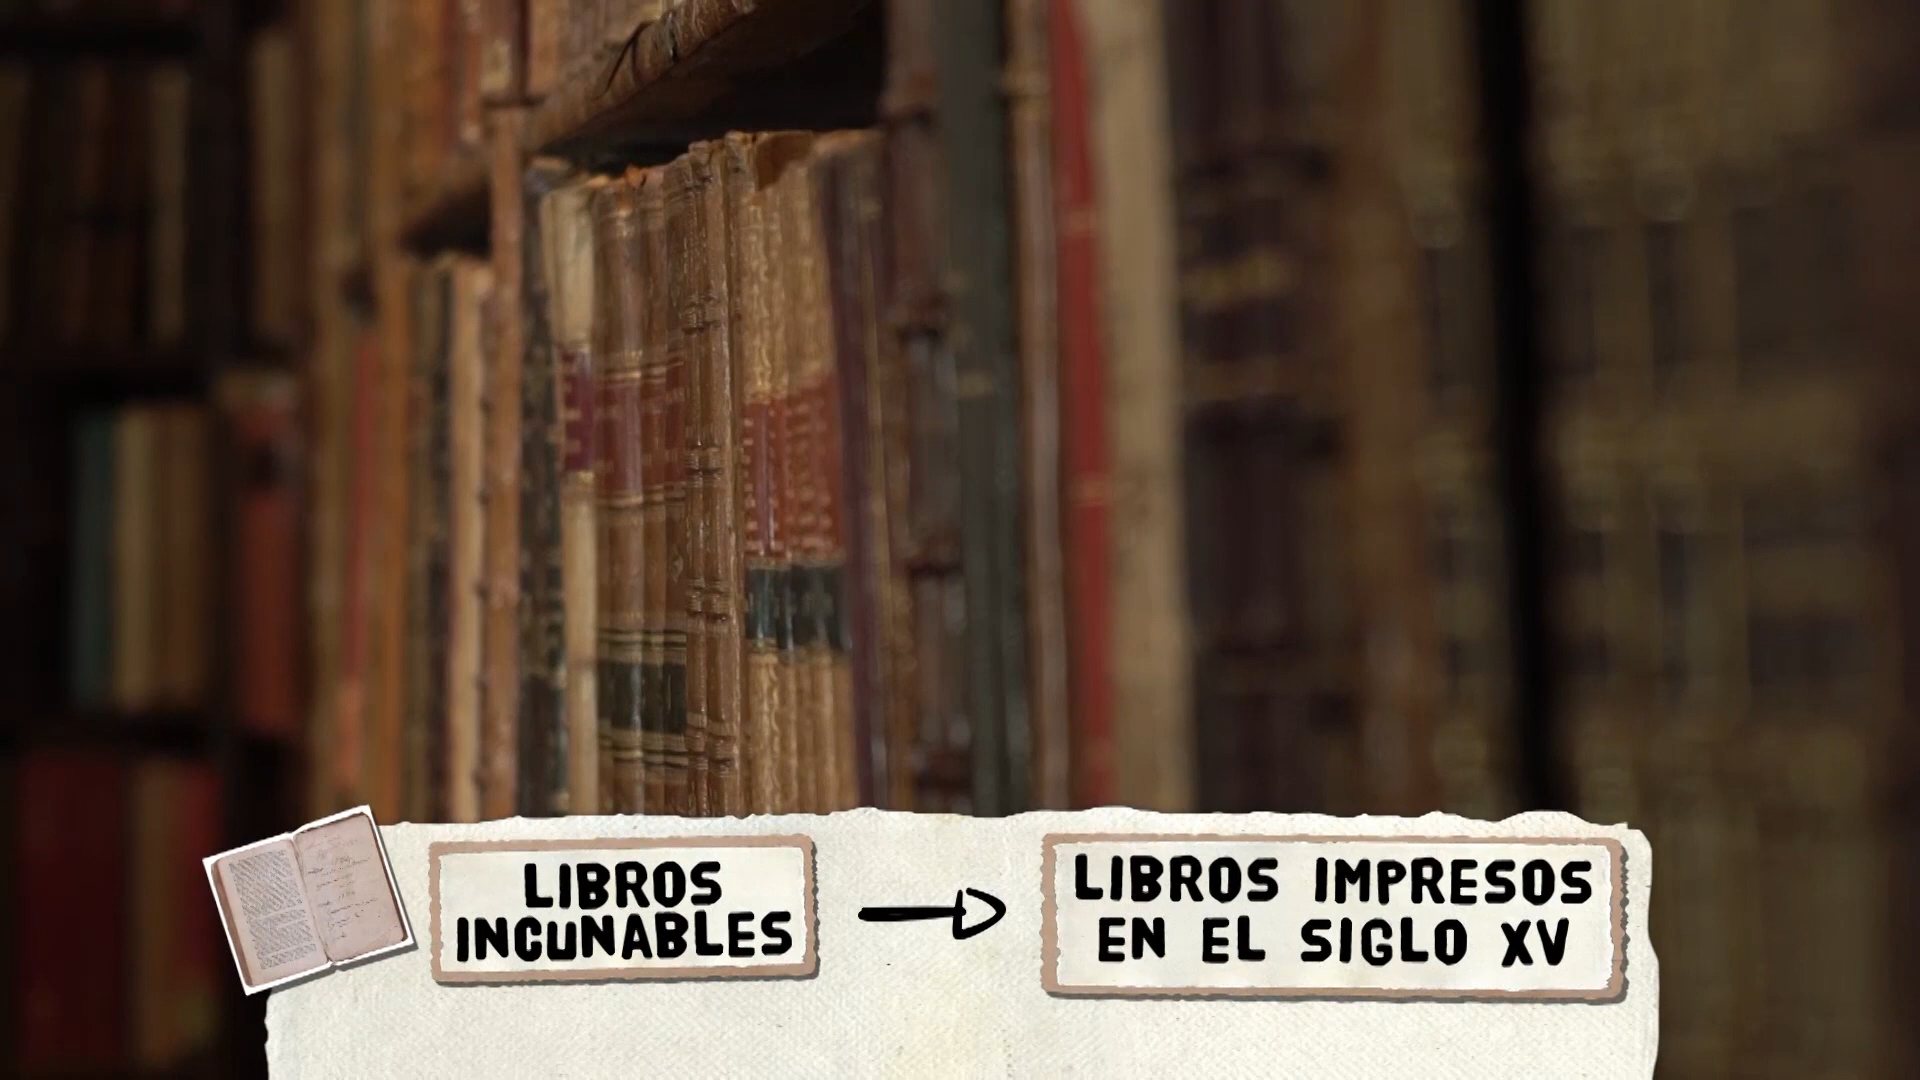 LIBROS
INCUNABLES
LIBROS IMPRESOS
EN EL SIGLO XV